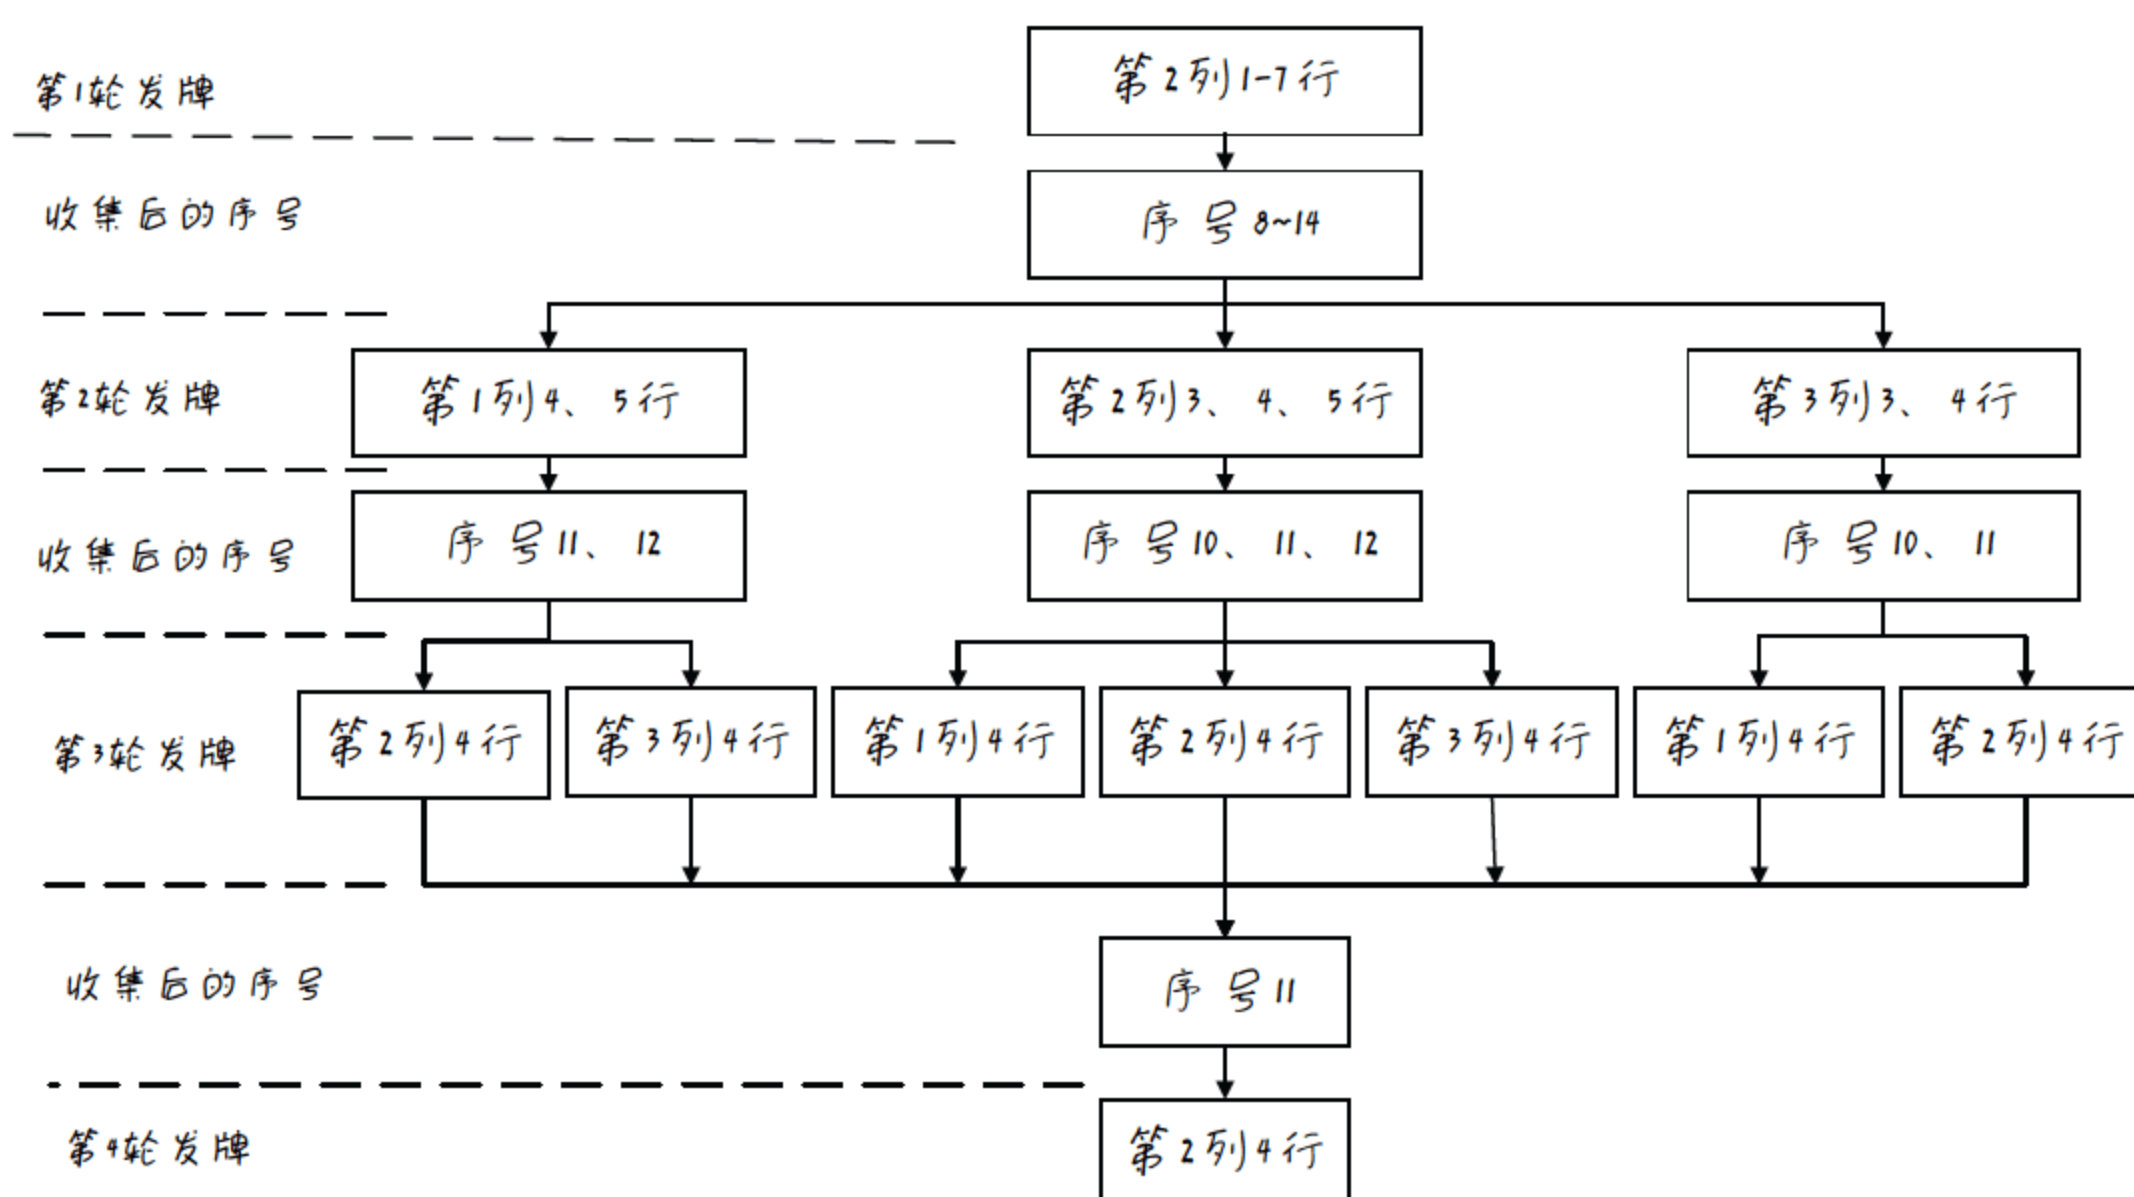 第1轮发牌
第2列1-7行
收集后的序号
序号8~14
第2轮发牌
第1列4、5行
第2列3、4、5行
第3列3、4行
收集后的序号
序号11、12
序号10、11、12
序号10、11
第3轮发牌
第2列4行
第3列4行
第1列4行
第2列4行
第3列4行
第1列4行
第2列4行
收集后的序号
序号11
第4轮发牌
第2列4行